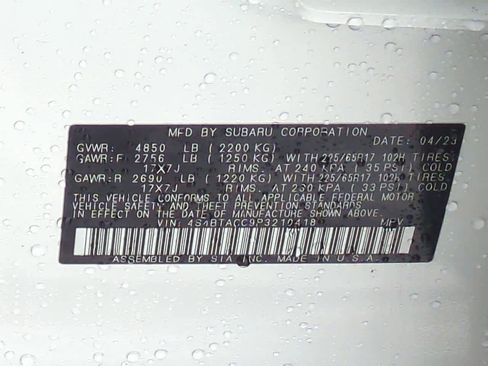 MFD BY SUBARU CORPORATION DATE: 04/23
GVWR: 4850 LB (2200 KG)
GAWR:F 2756 LB (1250 KG) WITH 225/65R17 102H TIRES
17X7J RIMS, AT 240 KPA (35 PSI) COLD
GAWR:R 2690 LB (1220 KG) WITH 225/65R17 102H TIRES
17X7J RIMS, AT 230 KPA (33 PSI) COLD
THIS VEHICLE CONFORMS TO ALL APPLICABLE FEDERAL MOTOR
VEHICLE SAFETY AND THEFT PREVENTION STANDARDS
IN EFFECT ON THE DATE OF MANUFACTURE SHOWN ABOVE.
VIN: MPV
ASSEMBLED BY SIA, INC. MADE IN U.S.A.